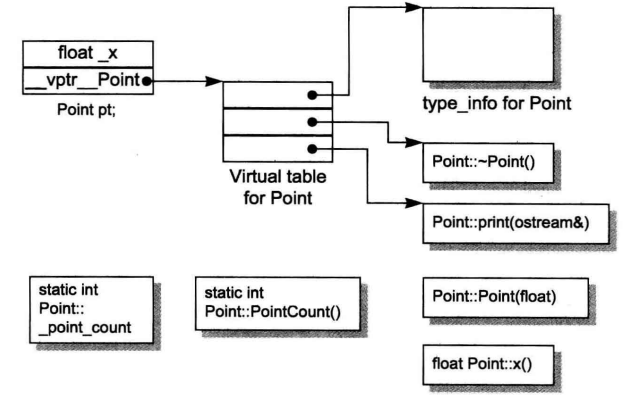 float _x
__vptr__Point
Point pt;
Virtual table
for Point
type_info for Point
Point::~Point()
Point::print(ostream&)
static int
Point::
_point_count
static int
Point::PointCount()
Point::Point(float)
float Point::x()